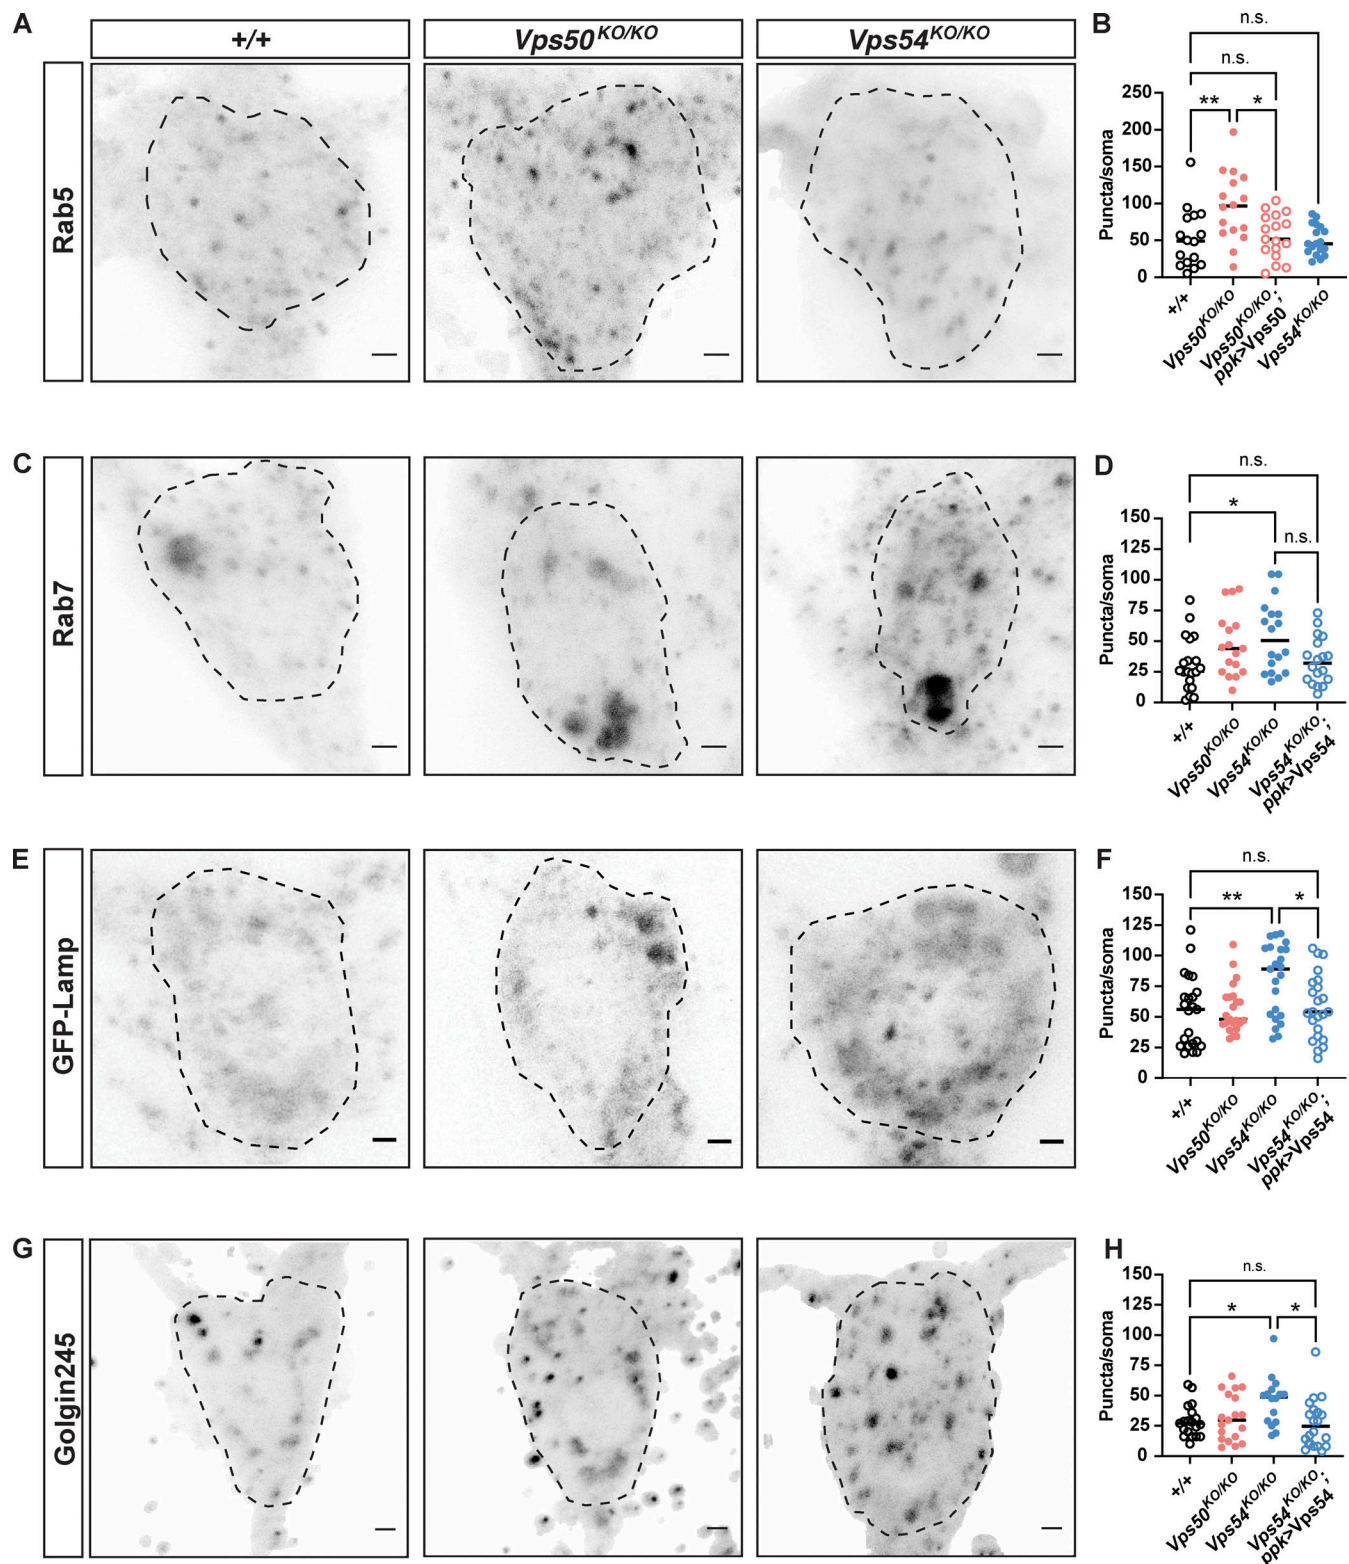 A
+/+
Vps50KO/KO
Vps54KO/KO
Rab5
B
n.s.
n.s.
**
*
Puncta/soma
250
200
150
100
50
0
+/+
Vps50KO/KO
Vps50KO/KO;
ppk>Vps50
Vps54KO/KO
C
Rab7
D
n.s.
*
n.s.
Puncta/soma
150
125
100
75
50
25
0
+/+
Vps50KO/KO
Vps54KO/KO
Vps54KO/KO;
ppk>Vps54
E
GFP-Lamp
F
n.s.
**
*
Puncta/soma
150
125
100
75
50
25
0
+/+
Vps50KO/KO
Vps54KO/KO
Vps54KO/KO;
ppk>Vps54
G
Golgin245
H
n.s.
*
*
Puncta/soma
150
125
100
75
50
25
0
+/+
Vps50KO/KO
Vps54KO/KO
Vps54KO/KO;
ppk>Vps54